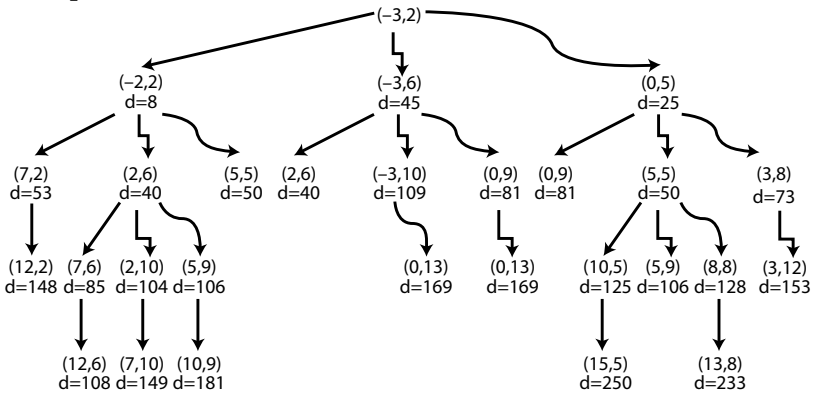 (–3,2)
(–2,2)
d=8
(–3,6)
d=45
(0,5)
d=25
(7,2)
d=53
(2,6)
d=40
(5,5)
d=50
(2,6)
d=40
(–3,10)
d=109
(0,9)
d=81
(0,9)
d=81
(5,5)
d=50
(3,8)
d=73
(12,2)
d=148
(7,6)
d=85
(2,10)
d=104
(5,9)
d=106
(0,13)
d=169
(0,13)
d=169
(10,5)
d=125
(5,9)
d=106
(8,8)
d=128
(3,12)
d=153
(12,6)
d=108
(7,10)
d=149
(10,9)
d=181
(15,5)
d=250
(13,8)
d=233